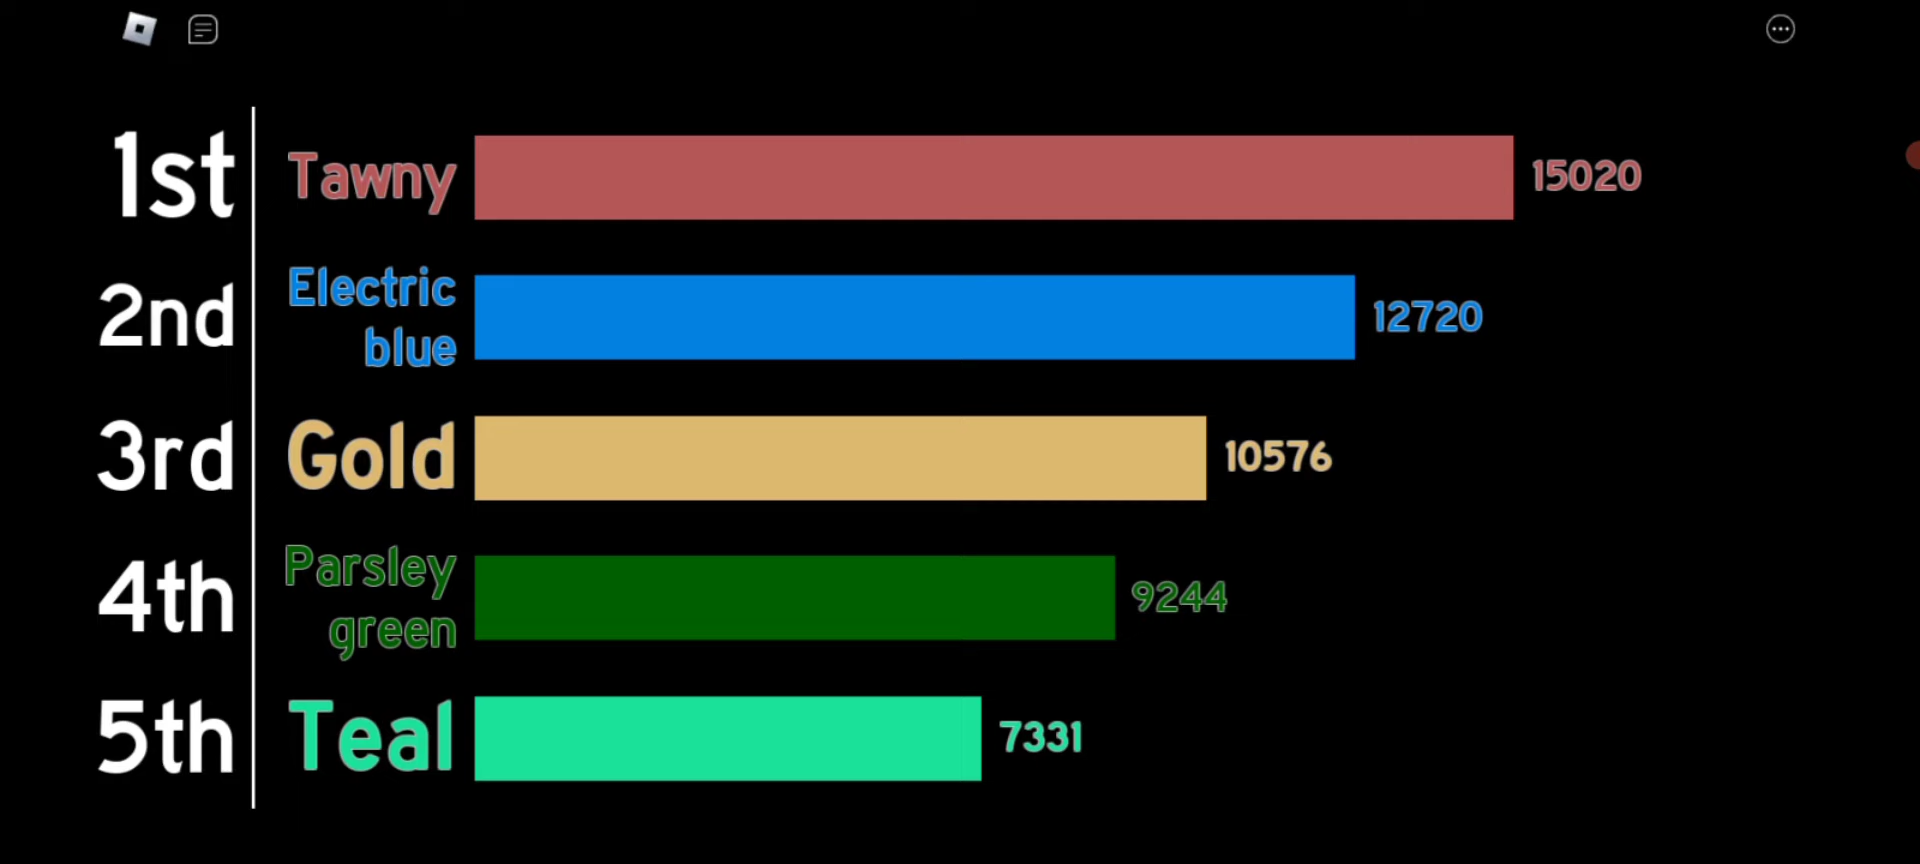 1st Tawny 15020
2nd Electric blue 12720
3rd Gold 10576
4th Parsley green 9244
5th Teal 7331